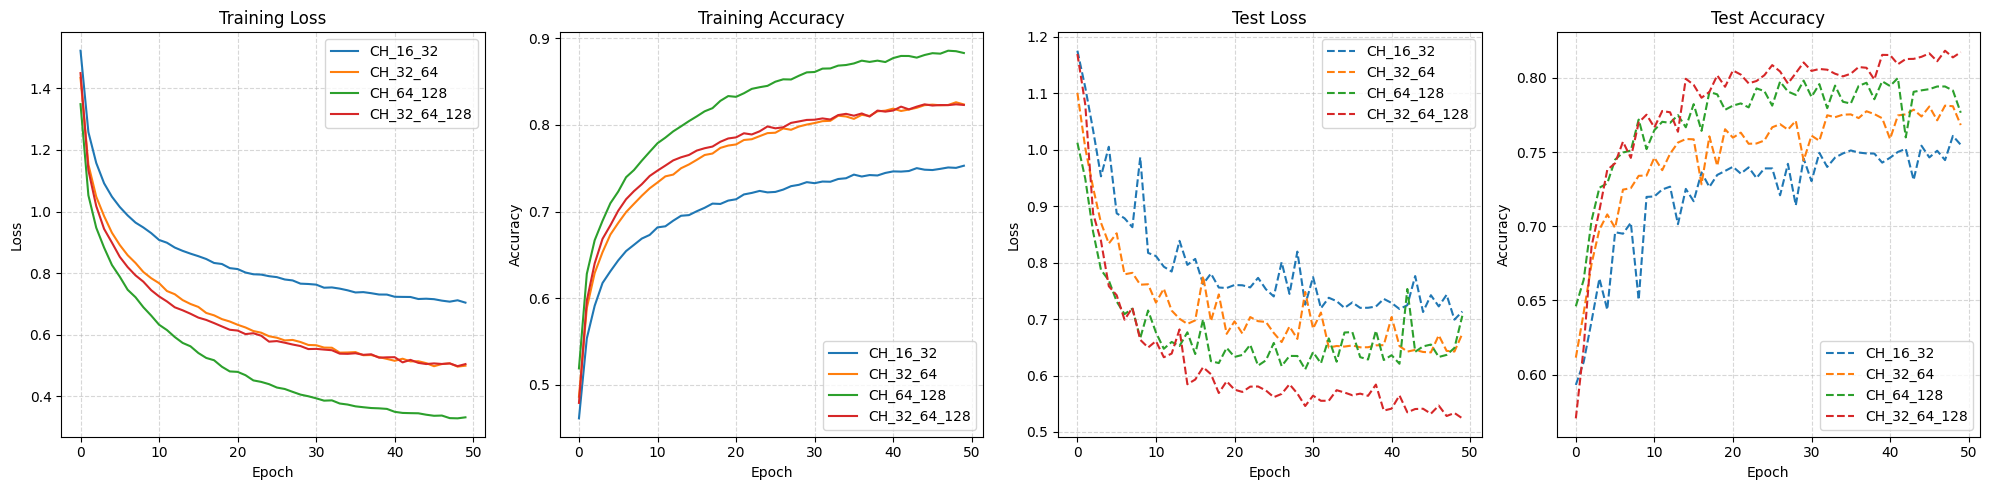 Training Loss
CH_16_32
CH_32_64
CH_64_128
CH_32_64_128
1.4
1.2
1.0
0.8
0.6
0.4
Loss
0
10
20
30
40
50
Epoch
Training Accuracy
CH_16_32
CH_32_64
CH_64_128
CH_32_64_128
0.9
0.8
0.7
0.6
0.5
Accuracy
0
10
20
30
40
50
Epoch
Test Loss
CH_16_32
CH_32_64
CH_64_128
CH_32_64_128
1.2
1.1
1.0
0.9
0.8
0.7
0.6
0.5
Loss
0
10
20
30
40
50
Epoch
Test Accuracy
CH_16_32
CH_32_64
CH_64_128
CH_32_64_128
0.80
0.75
0.70
0.65
0.60
Accuracy
0
10
20
30
40
50
Epoch